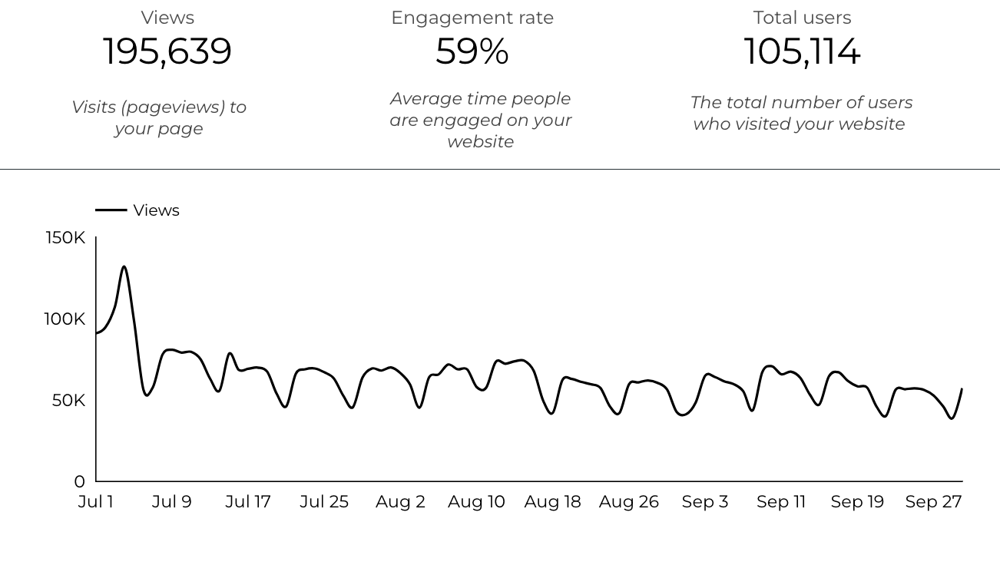 Views
195,639
Visits (pageviews) to
your page
Engagement rate
59%
Average time people
are engaged on your
website
Total users
105,114
The total number of users
who visited your website
Views
150K
100K
50K
0
Jul 1 Jul 9 Jul 17 Jul 25 Aug 2 Aug 10 Aug 18 Aug 26 Sep 3 Sep 11 Sep 19 Sep 27